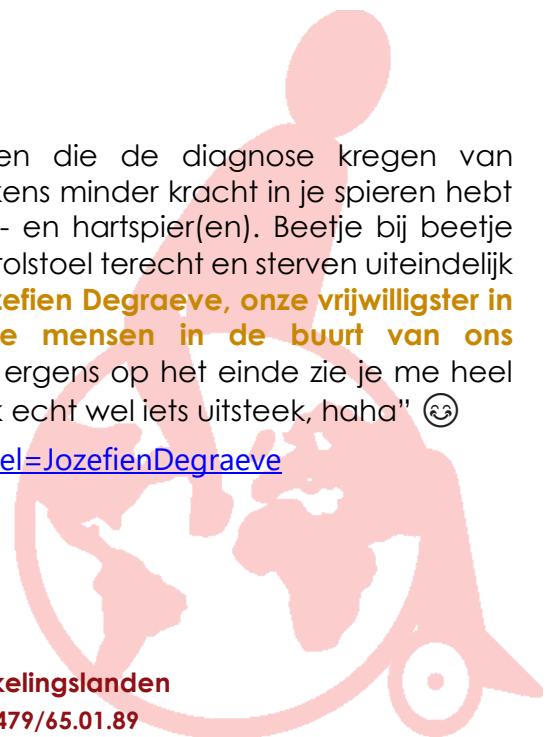 en die de diagnose kregen van
kens minder kracht in je spieren hebt
- en hartspier(en). Beetje bij beetje
olstoel terecht en sterven uiteindelijk
zefien Degraeve, onze vrijwilligster in
e mensen in de buurt van ons
ergens op het einde zie je me heel
k echt wel iets uitsteek, haha”
el=JozefienDegraeve
kelingslanden
479/65.01.89